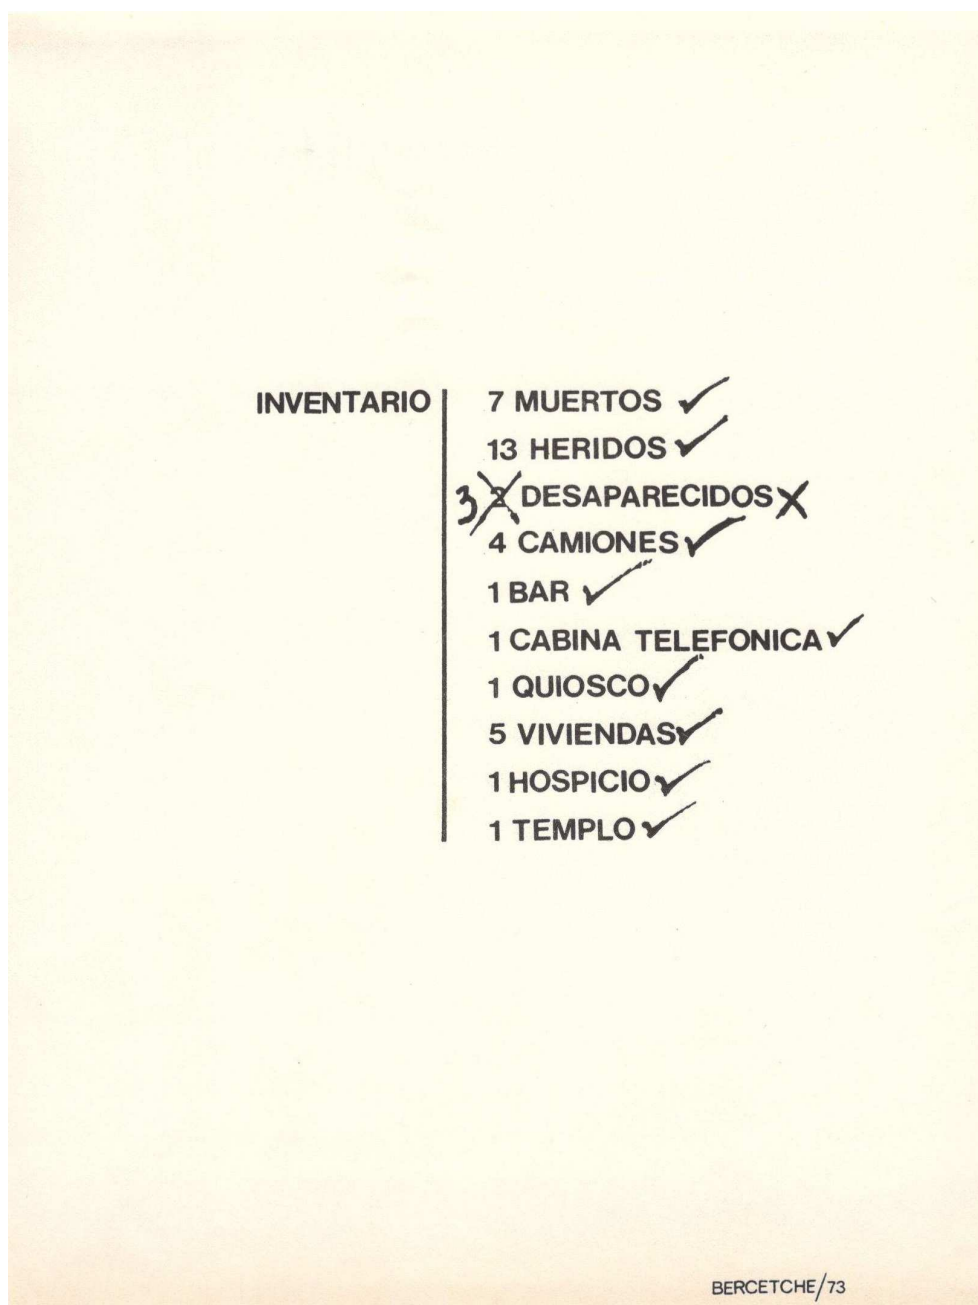 INVENTARIO
7 MUERTOS ✓
13 HERIDOS ✓
3 2 DESAPARECIDOS X
4 CAMIONES ✓
1 BAR ✓
1 CABINA TELEFONICA ✓
1 QUIOSCO ✓
5 VIVIENDAS ✓
1 HOSPICIO ✓
1 TEMPLO ✓
BERCETCHE/73